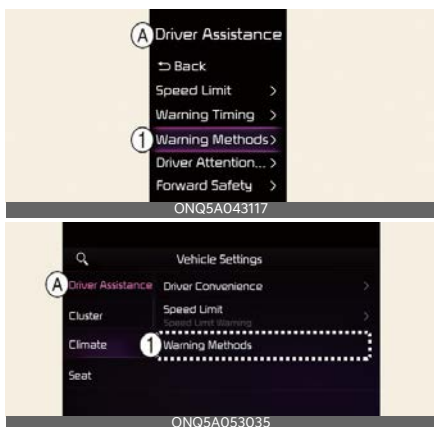 A Driver Assistance
Back
Speed Limit >
Warning Timing >
1 Warning Methods >
Driver Attention... >
Forward Safety >
ONQ5A043117
Vehicle Settings
A Driver Assistance Driver Convenience >
Cluster Speed Limit >
Speed Limit Warning
Climate 1 Warning Methods
Seat
ONQ5A053035